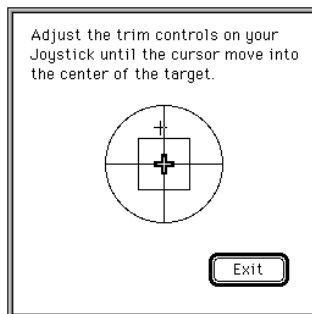 Adjust the trim controls on your
Joystick until the cursor move into
the center of the target.
Exit